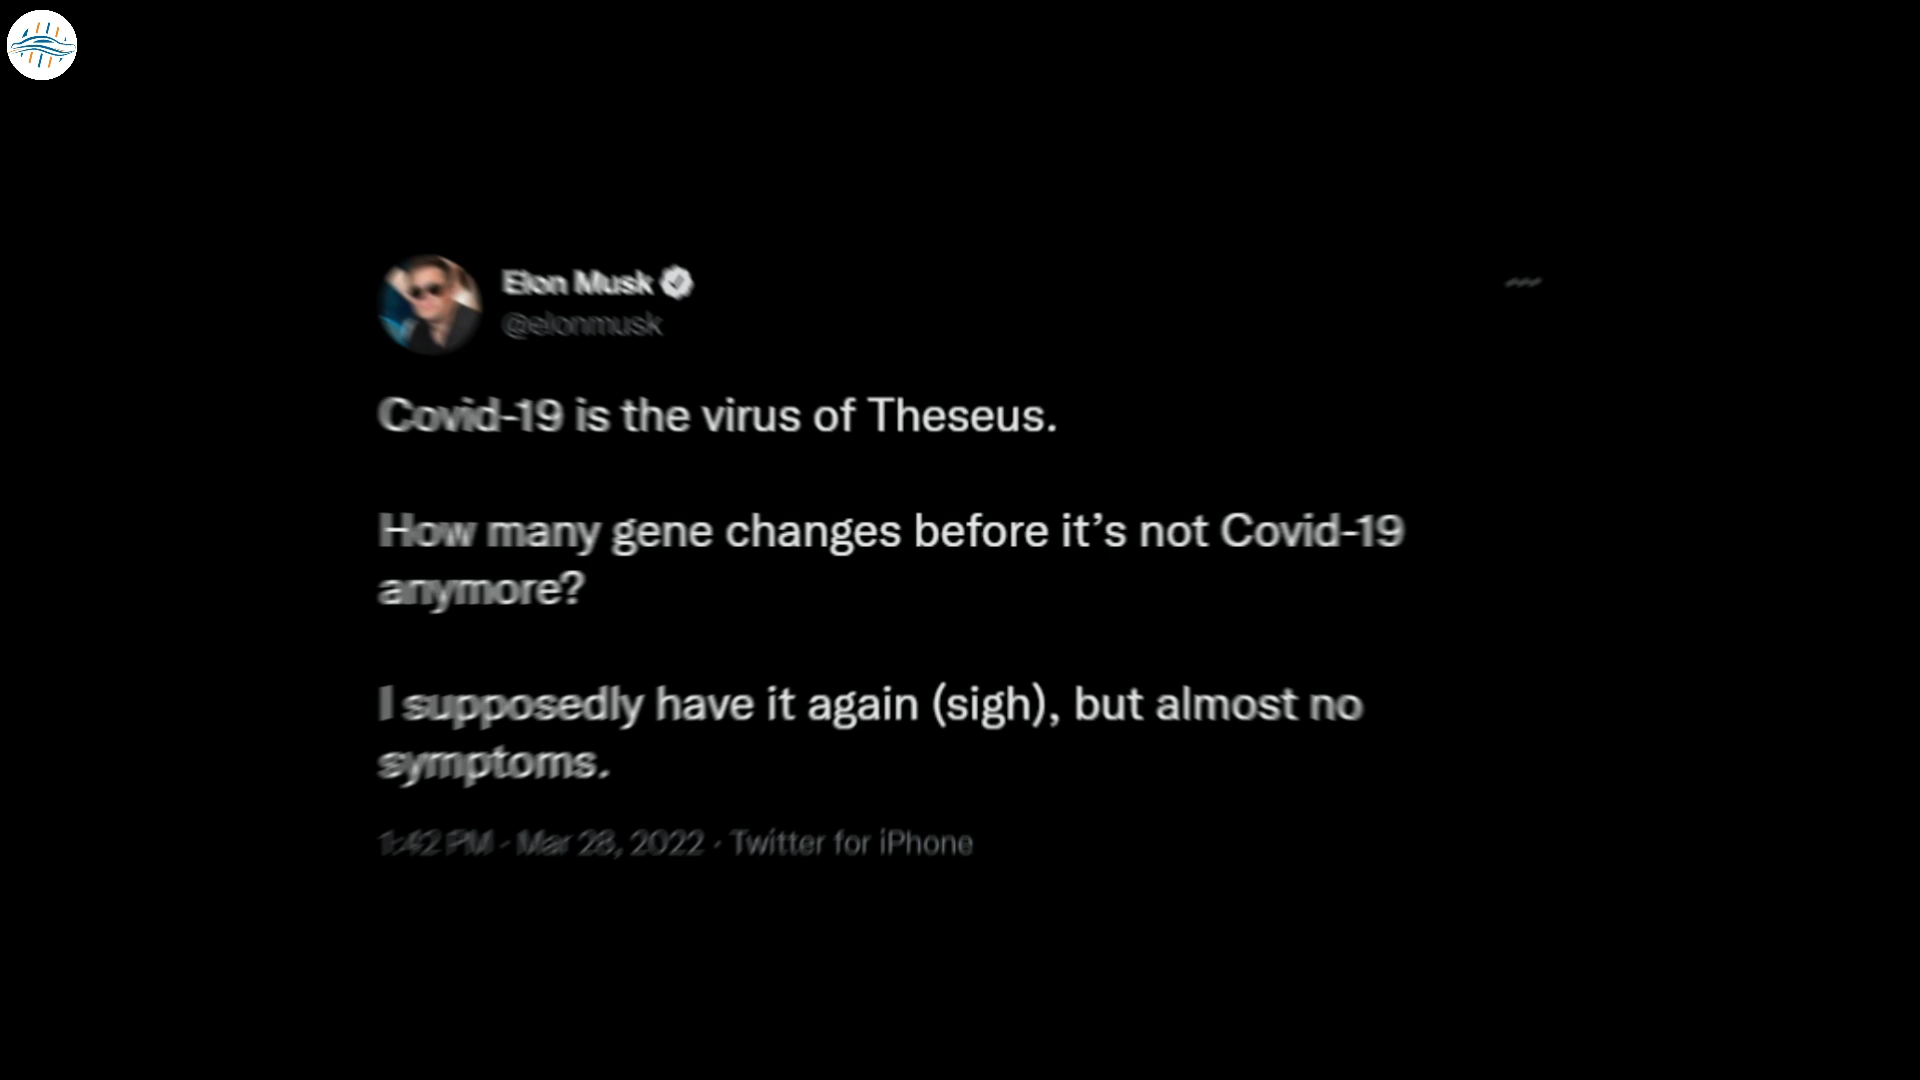 Elon Musk
@elonmusk
Covid-19 is the virus of Theseus.
How many gene changes before it’s not Covid-19
anymore?
I supposedly have it again (sigh), but almost no
symptoms.
1:42 PM · Mar 28, 2022 · Twitter for iPhone